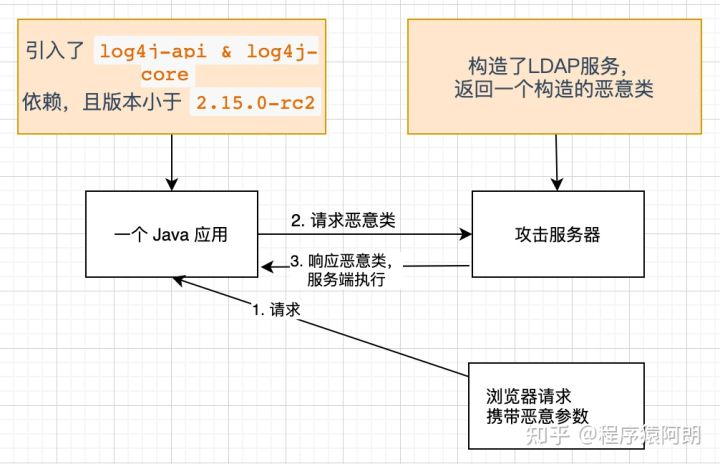 引入了 log4j-api & log4j-
core
依赖，且版本小于 2.15.0-rc2
构造了LDAP服务，
返回一个构造的恶意类
一个 Java 应用
2. 请求恶意类
攻击服务器
3. 响应恶意类，
服务端执行
1. 请求
浏览器请求
携带恶意参数
知乎 @程序猿阿朗